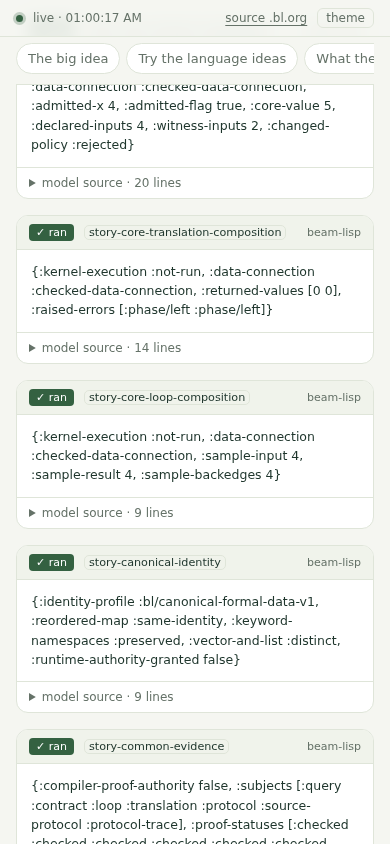 live · 01:00:17 AM
source .bl.org
theme
The big idea
Try the language ideas
What the
:data-connection :checked-data-connection,
:admitted-x 4, :admitted-flag true, :core-value 5,
:declared-inputs 4, :witness-inputs 2, :changed-
policy :rejected}
▶ model source · 20 lines
✓ ran
story-core-translation-composition
beam-lisp
{:kernel-execution :not-run, :data-connection
:checked-data-connection, :returned-values [0 0],
:raised-errors [:phase/left :phase/left]}
▶ model source · 14 lines
✓ ran
story-core-loop-composition
beam-lisp
{:kernel-execution :not-run, :data-connection
:checked-data-connection, :sample-input 4,
:sample-result 4, :sample-backedges 4}
▶ model source · 9 lines
✓ ran
story-canonical-identity
beam-lisp
{:identity-profile :bl/canonical-formal-data-v1,
:reordered-map :same-identity, :keyword-
namespaces :preserved, :vector-and-list :distinct,
:runtime-authority-granted false}
▶ model source · 9 lines
✓ ran
story-common-evidence
beam-lisp
{:compiler-proof-authority false, :subjects [:query
:contract :loop :translation :protocol :source-
protocol :protocol-trace], :proof-statuses [:checked
:checked :checked :checked :checked :checked